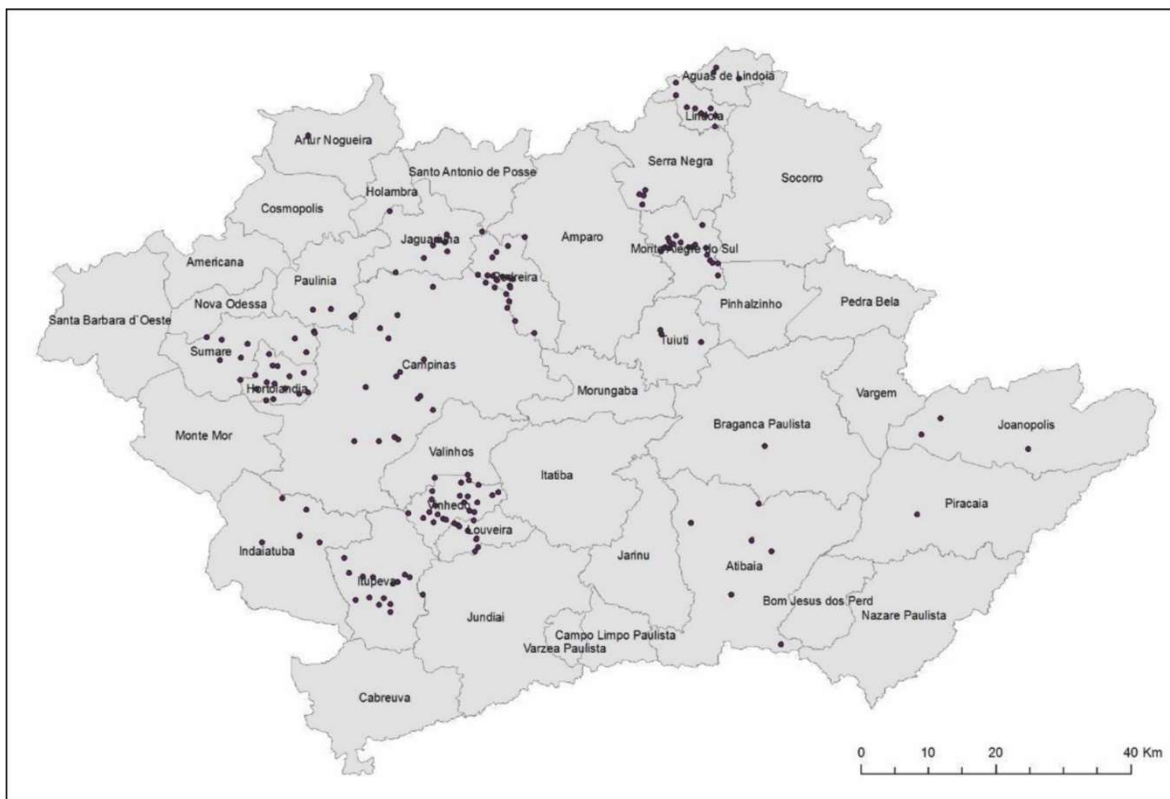 Aguas de Lindoia
Lindoia
Artur Nogueira
Serra Negra
Santo Antonio de Posse
Socorro
Holambra
Cosmopolis
Jaguariuna
Amparo
Monte Alegre do Sul
Americana
Pedreira
Paulinia
Nova Odessa
Pinhalzinho
Pedra Bela
Santa Barbara d´Oeste
Sumare
Tuiuti
Campinas
Hortolandia
Morungaba
Vargem
Braganca Paulista
Joanopolis
Monte Mor
Valinhos
Itatiba
Vinhedo
Piracaia
Louveira
Indaiatuba
Jarinu
Atibaia
Itupeva
Bom Jesus dos Perd
Nazare Paulista
Jundiai
Campo Limpo Paulista
Varzea Paulista
Cabreuva
0 10 20 40 Km